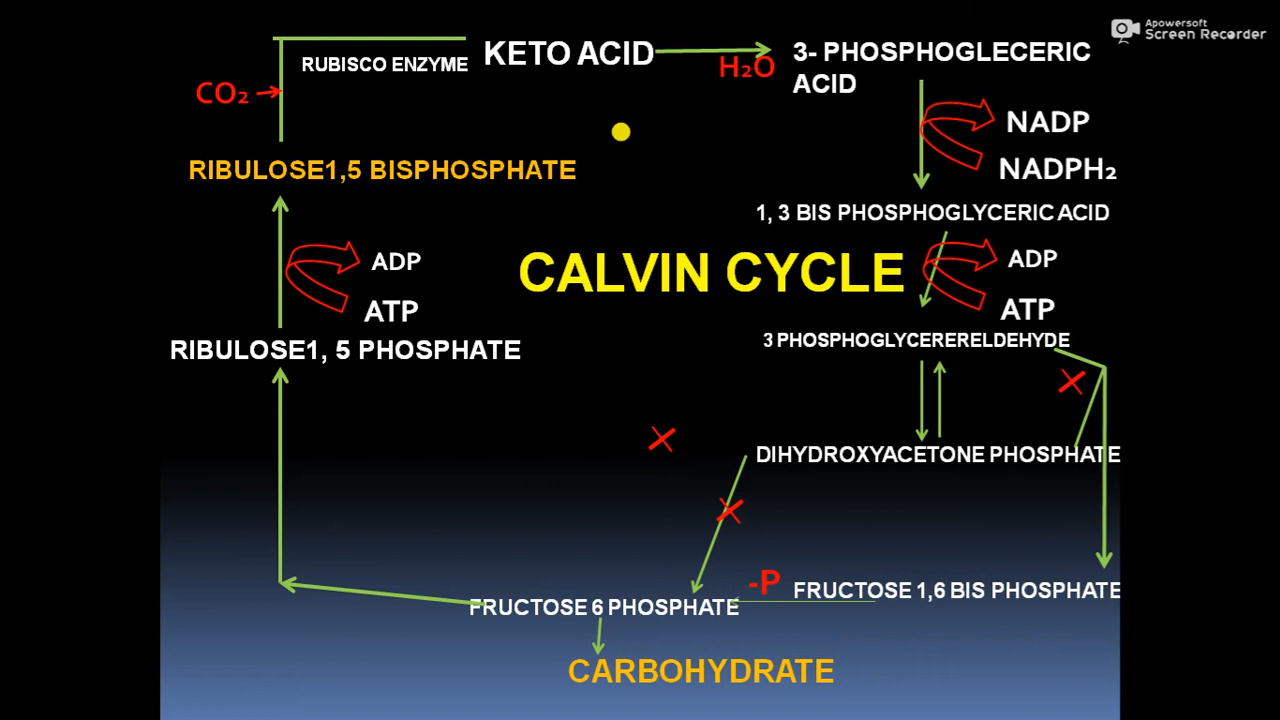 Apowersoft
Screen Recorder
RUBISCO ENZYME
KETO ACID
H₂O
3- PHOSPHOGLECERIC
ACID
CO₂
NADP
NADPH₂
RIBULOSE1,5 BISPHOSPHATE
1, 3 BIS PHOSPHOGLYCERIC ACID
ADP
ATP
CALVIN CYCLE
ADP
ATP
RIBULOSE1, 5 PHOSPHATE
3 PHOSPHOGLYCERERELDEHYDE
DIHYDROXYACETONE PHOSPHATE
-P
FRUCTOSE 1,6 BIS PHOSPHATE
FRUCTOSE 6 PHOSPHATE
CARBOHYDRATE